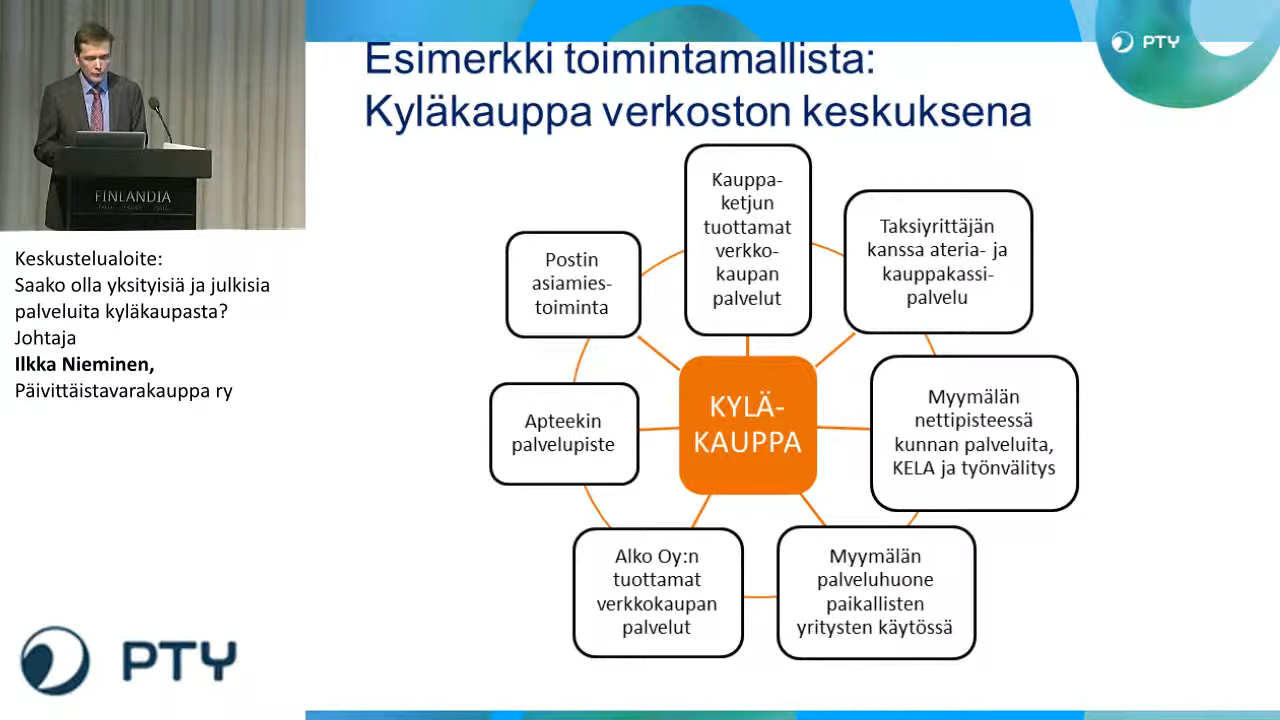 PTY
Esimerkki toimintamallista:
Kyläkauppa verkoston keskuksena
FINLANDIA
Keskustelualoite:
Saako olla yksityisiä ja julkisia
palveluita kyläkaupasta?
Johtaja
Ilkka Nieminen,
Päivittäistavarakauppa ry
PTY
Kauppa-
ketjun
tuottamat
verkko-
kaupan
palvelut
Taksiyrittäjän
kanssa ateria- ja
kauppakassi-
palvelu
Postin
asiamies-
toiminta
KYLÄ-
KAUPPA
Myymälän
nettipisteessä
kunnan palveluita,
KELA ja työnvälitys
Apteekin
palvelupiste
Alko Oy:n
tuottamat
verkkokaupan
palvelut
Myymälän
palveluhuone
paikallisten
yritysten käytössä